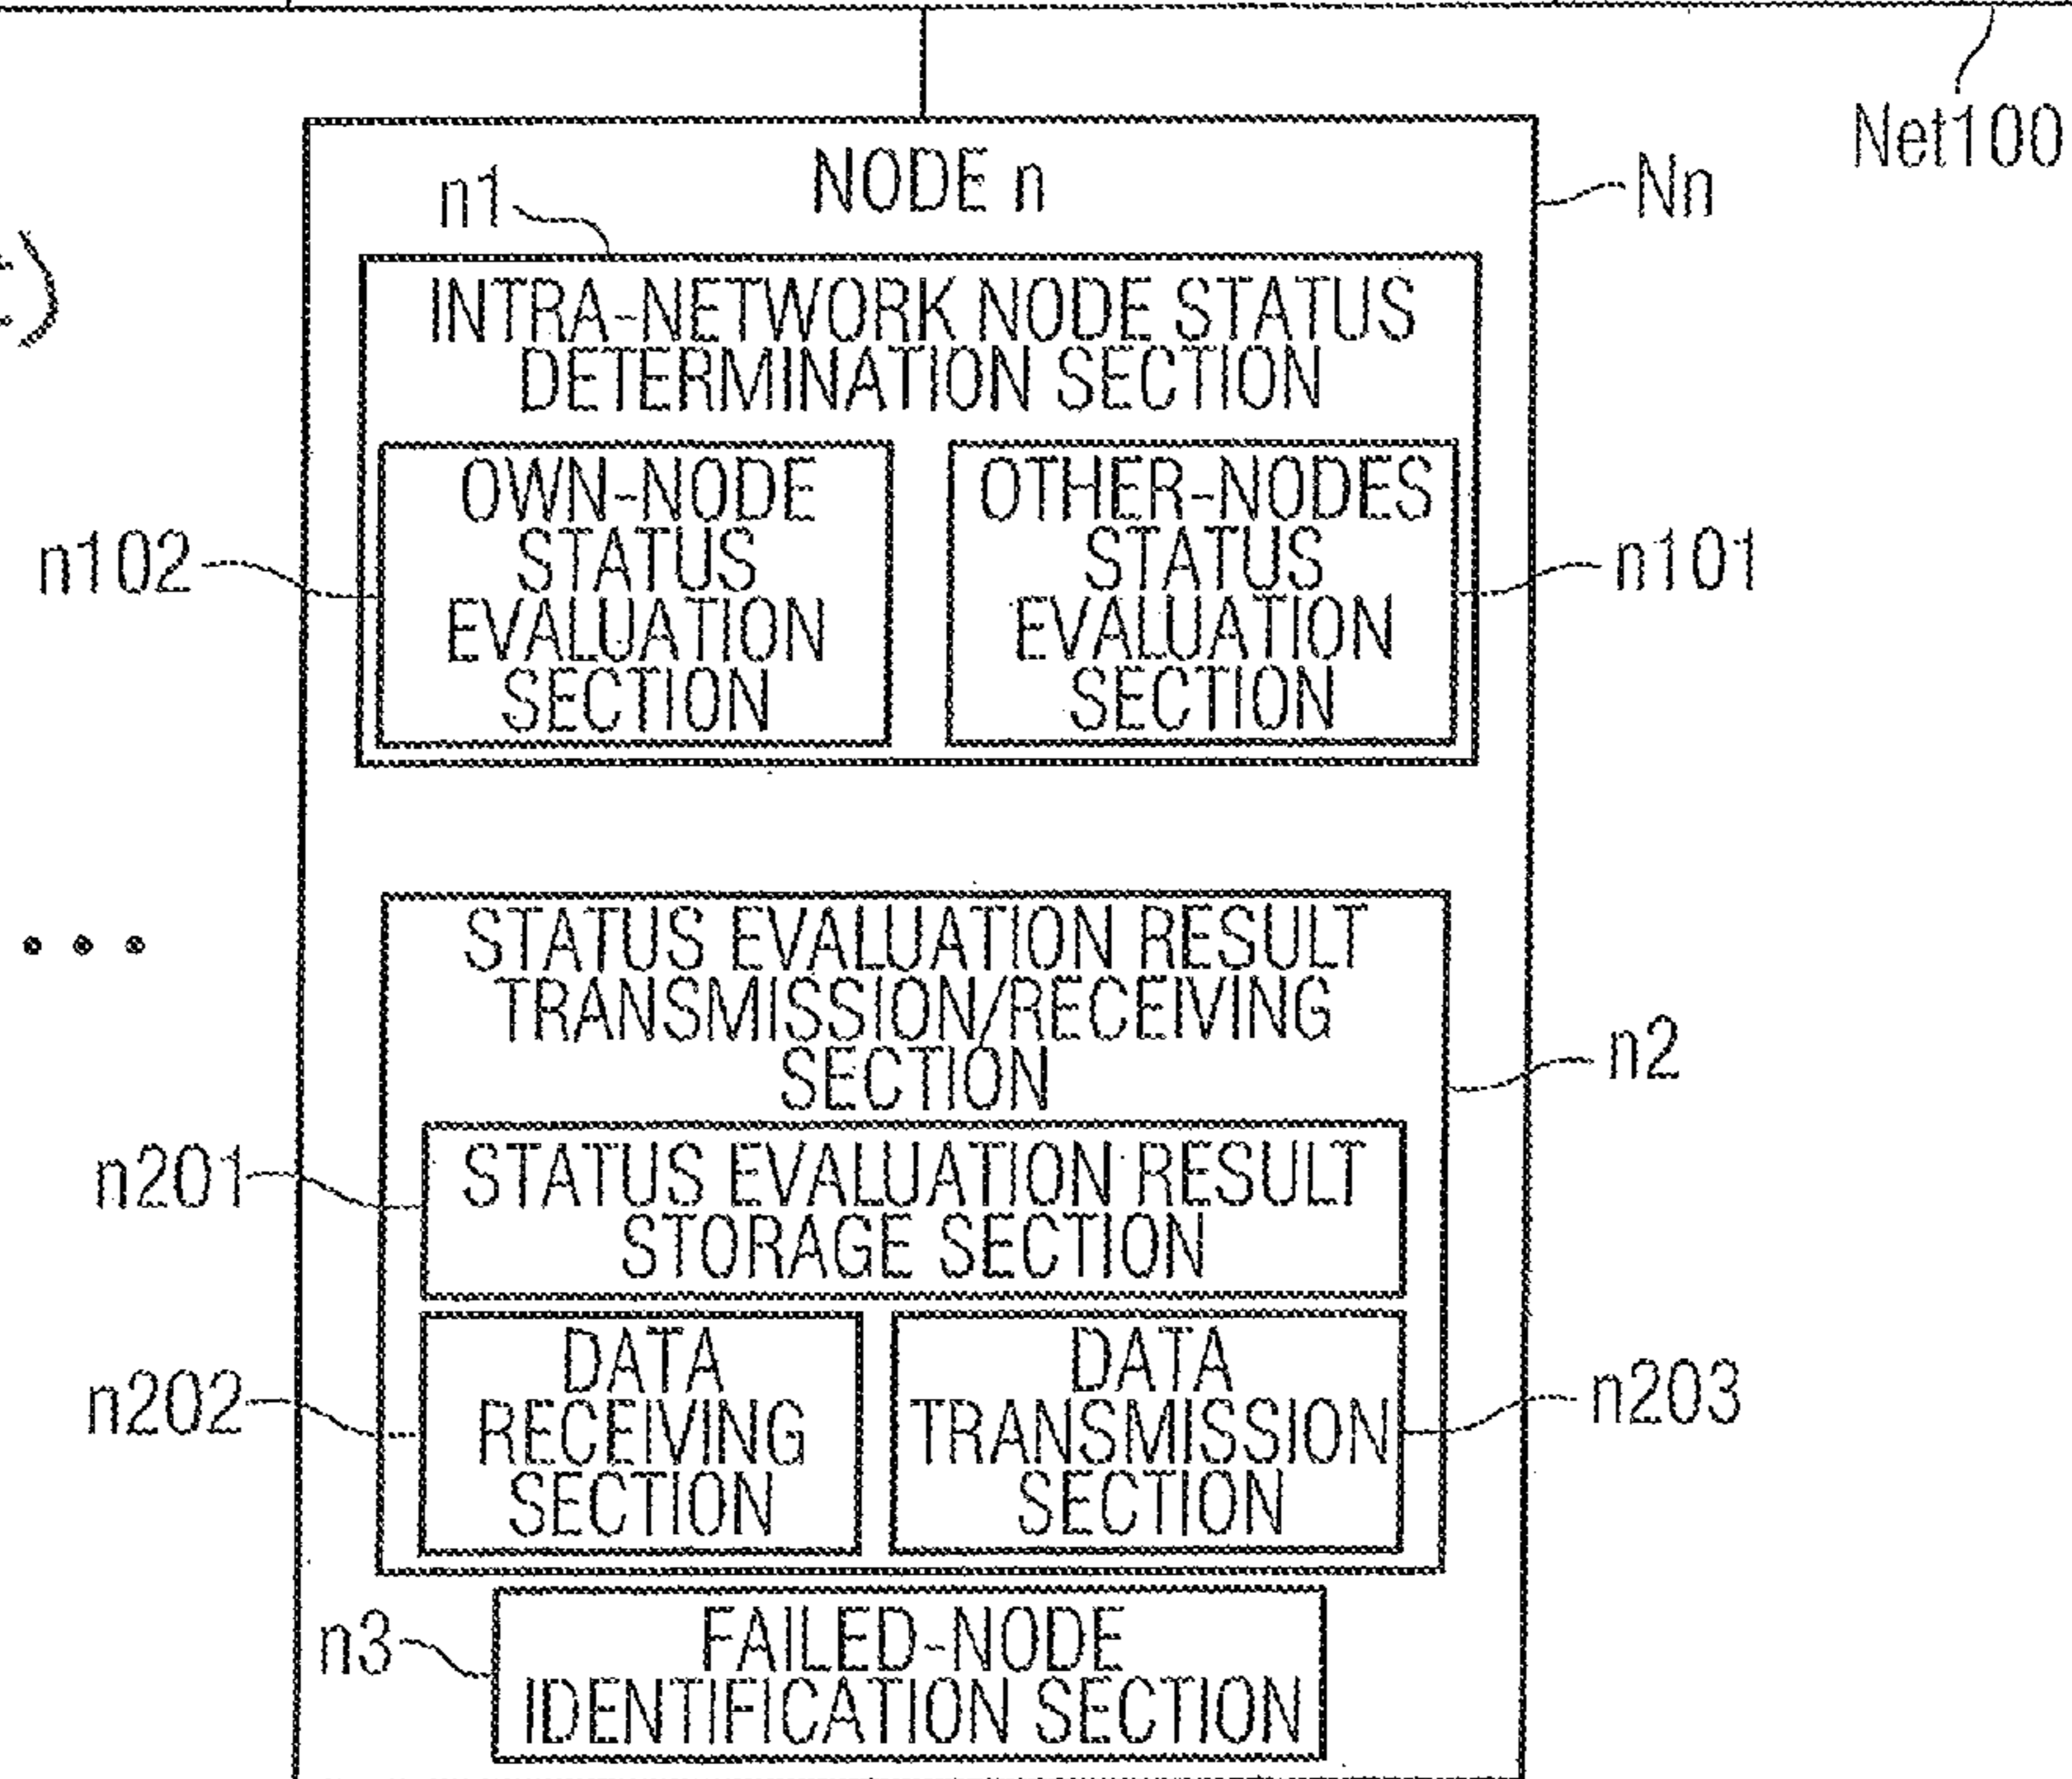 Net100
NODE n
Nn
n1
INTRA-NETWORK NODE STATUS
DETERMINATION SECTION
OWN-NODE
STATUS
EVALUATION
SECTION
n102
OTHER-NODES
STATUS
EVALUATION
SECTION
n101
STATUS EVALUATION RESULT
TRANSMISSION/RECEIVING
SECTION
n2
n201
STATUS EVALUATION RESULT
STORAGE SECTION
n202
DATA
RECEIVING
SECTION
DATA
TRANSMISSION
SECTION
n203
n3
FAILED-NODE
IDENTIFICATION SECTION